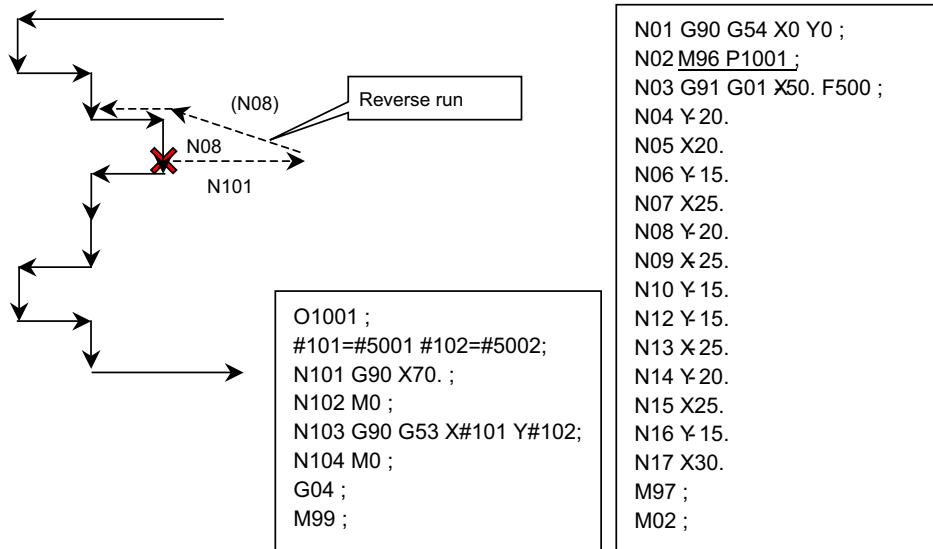 (N08)
Reverse run
N08
N101
O1001 ;
#101=#5001 #102=#5002;
N101 G90 X70. ;
N102 M0 ;
N103 G90 G53 X#101 Y#102;
N104 M0 ;
G04 ;
M99 ;
N01 G90 G54 X0 Y0 ;
N02 M96 P1001 ;
N03 G91 G01 X-50. F500 ;
N04 Y-20.
N05 X20.
N06 Y-15.
N07 X25.
N08 Y-20.
N09 X-25.
N10 Y-15.
N12 Y-15.
N13 X-25.
N14 Y-20.
N15 X25.
N16 Y-15.
N17 X30.
M97 ;
M02 ;